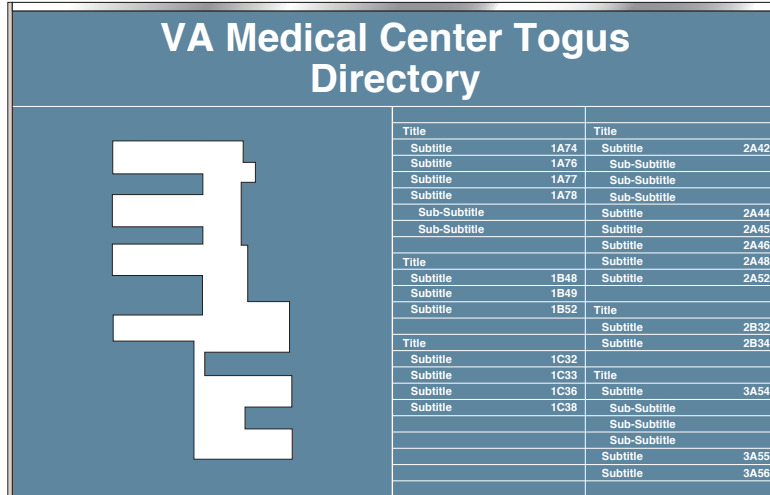 VA Medical Center Togus
Directory
Title
Subtitle 1A74
Subtitle 1A76
Subtitle 1A77
Subtitle 1A78
Sub-Subtitle
Sub-Subtitle
Title
Subtitle 1B48
Subtitle 1B49
Subtitle 1B52
Title
Subtitle 1C32
Subtitle 1C33
Subtitle 1C36
Subtitle 1C38
Title
Subtitle 2A42
Sub-Subtitle
Sub-Subtitle
Sub-Subtitle
Subtitle 2A44
Subtitle 2A45
Subtitle 2A46
Subtitle 2A48
Subtitle 2A52
Title
Subtitle 2B32
Subtitle 2B34
Title
Subtitle 3A54
Sub-Subtitle
Sub-Subtitle
Sub-Subtitle
Subtitle 3A55
Subtitle 3A56